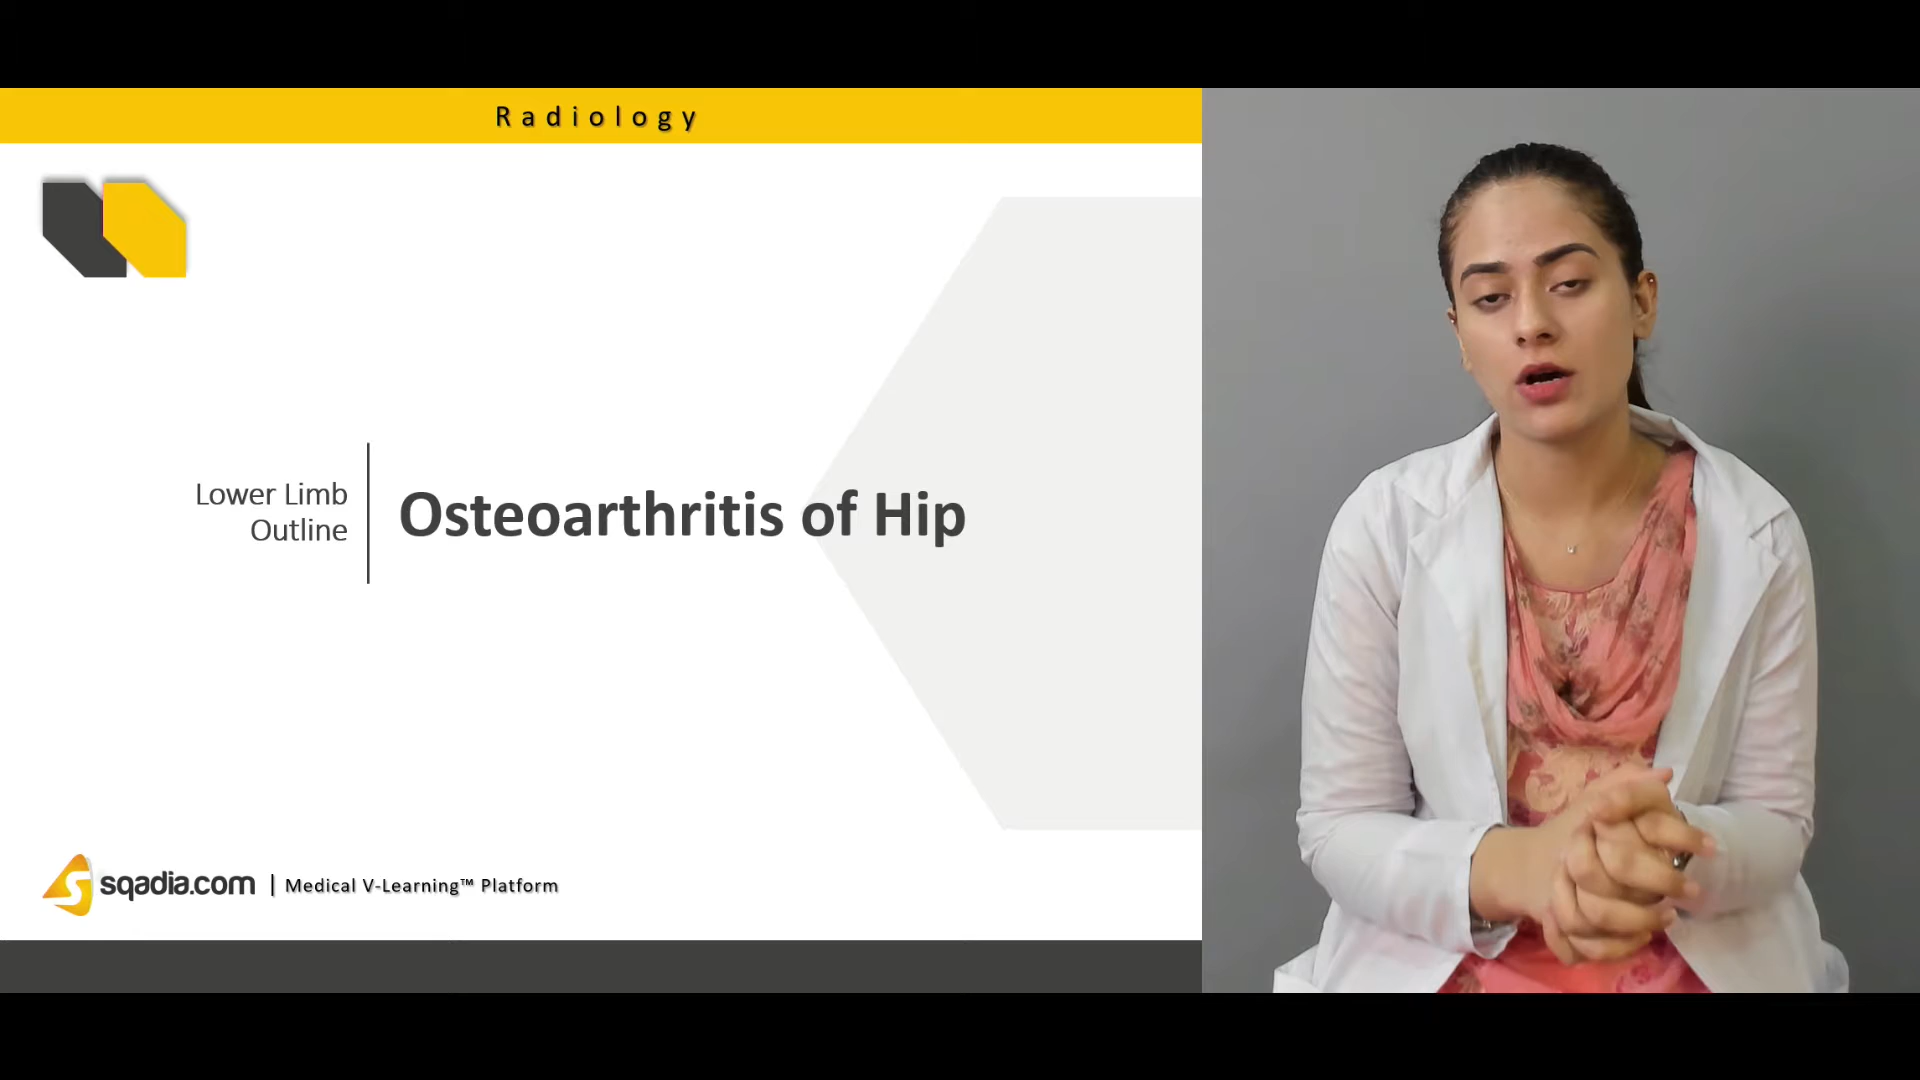 Radiology
Lower Limb
Outline
Osteoarthritis of Hip
sqadia.com | Medical V-Learning™ Platform